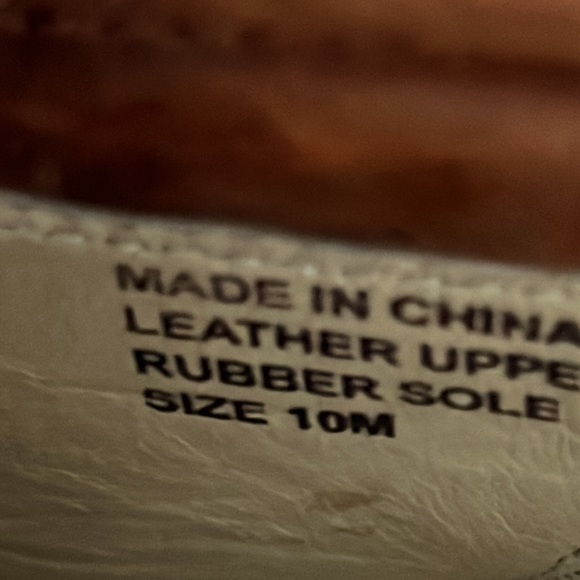 MADE IN CHINA
LEATHER UPPE
RUBBER SOLE
SIZE 10M